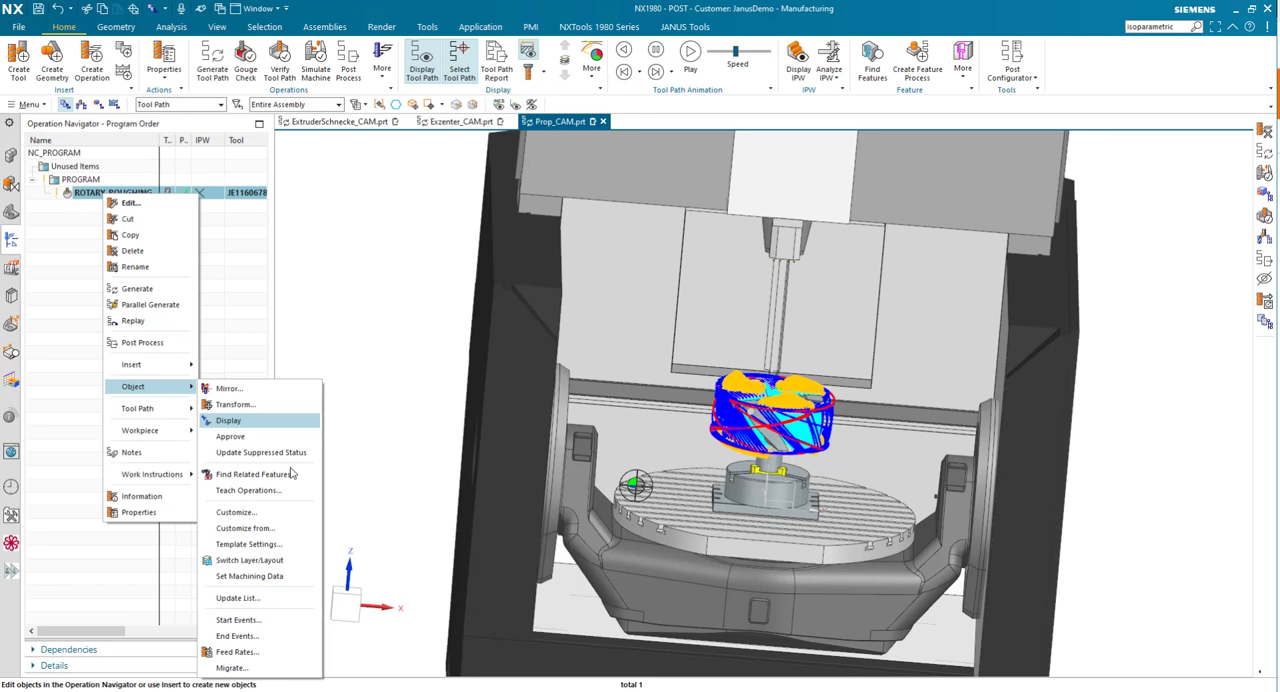 NX
Window
NX1980 - POST - Customer: JanusDemo - Manufacturing
SIEMENS
File
Home
Geometry
Analysis
Selection
Assemblies
Render
Tools
Application
PMI
NXTools 1980 Series
JANUS Tools
isoparametric
Create Tool
Create Geometry
Create Operation
Properties
Generate Tool Path
Gouge Check
Verify Tool Path
Simulate Machine
Post Process
More
Display Tool Path
Select Tool Path
Tool Path Report
More
Play
Speed
Display IPW
Analyze IPW
Find Features
Create Feature Process
More
Post Configurator
Insert
Actions
Operations
Display
Tool Path Animation
IPW
Feature
Tools
Menu
Tool Path
Entire Assembly
Operation Navigator - Program Order
ExtruderSchnecke_CAM.prt
Exzenter_CAM.prt
Prop_CAM.prt
Name
T..
P..
IPW
Tool
NC_PROGRAM
Unused Items
PROGRAM
ROTARY_ROUGHING
JE1160678
Edit...
Cut
Copy
Delete
Rename
Generate
Parallel Generate
Replay
Post Process
Insert
Object
Tool Path
Workpiece
Notes
Work Instructions
Information
Properties
Mirror...
Transform...
Display
Approve
Update Suppressed Status
Find Related Features
Teach Operations...
Customize...
Customize from...
Template Settings...
Switch Layer/Layout
Set Machining Data
Update List...
Start Events...
End Events...
Feed Rates...
Migrate...
Z
X
Dependencies
Details
Edit objects in the Operation Navigator or use Insert to create new objects
total 1